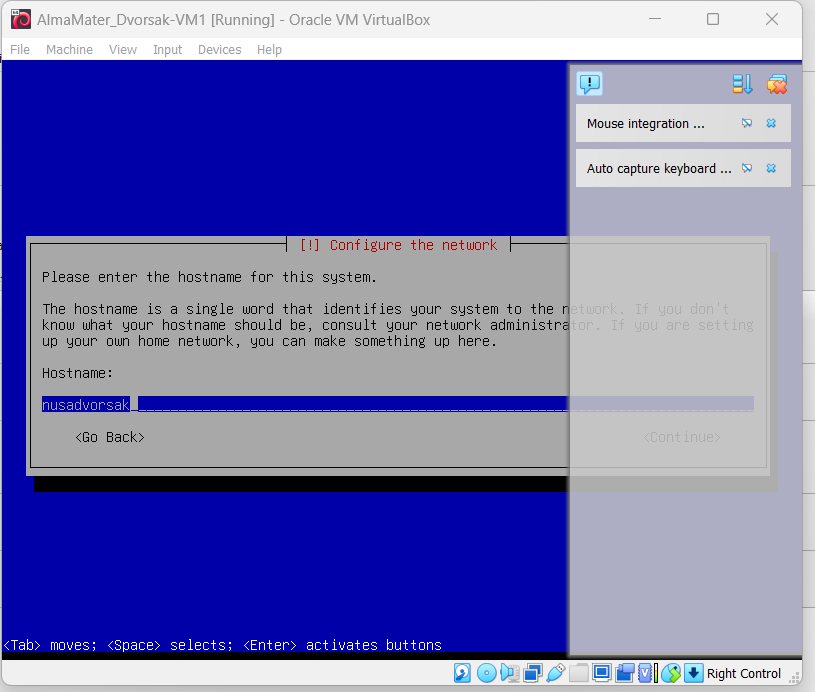 AlmaMater_Dvorsak-VM1 [Running] - Oracle VM VirtualBox
File Machine View Input Devices Help
Mouse integration ...
Auto capture keyboard ...
[!] Configure the network
Please enter the hostname for this system.
The hostname is a single word that identifies your system to the network. If you don't
know what your hostname should be, consult your network administrator. If you are setting
up your own home network, you can make something up here.
Hostname:
nusadvorsak
<Go Back> <Continue>
<Tab> moves; <Space> selects; <Enter> activates buttons
Right Control